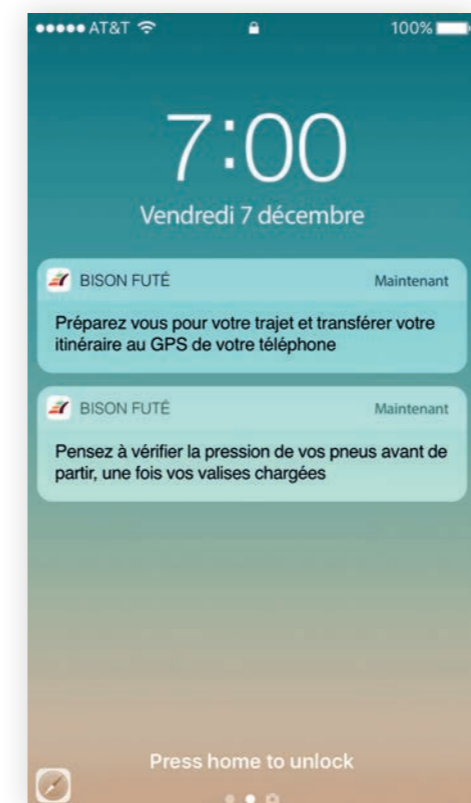 AT&T 100%
7:00
Vendredi 7 décembre
BISON FUTÉ Maintenant
Préparez vous pour votre trajet et transférer votre
itinéraire au GPS de votre téléphone
BISON FUTÉ Maintenant
Pensez à vérifier la pression de vos pneus avant de
partir, une fois vos valises chargées
Press home to unlock